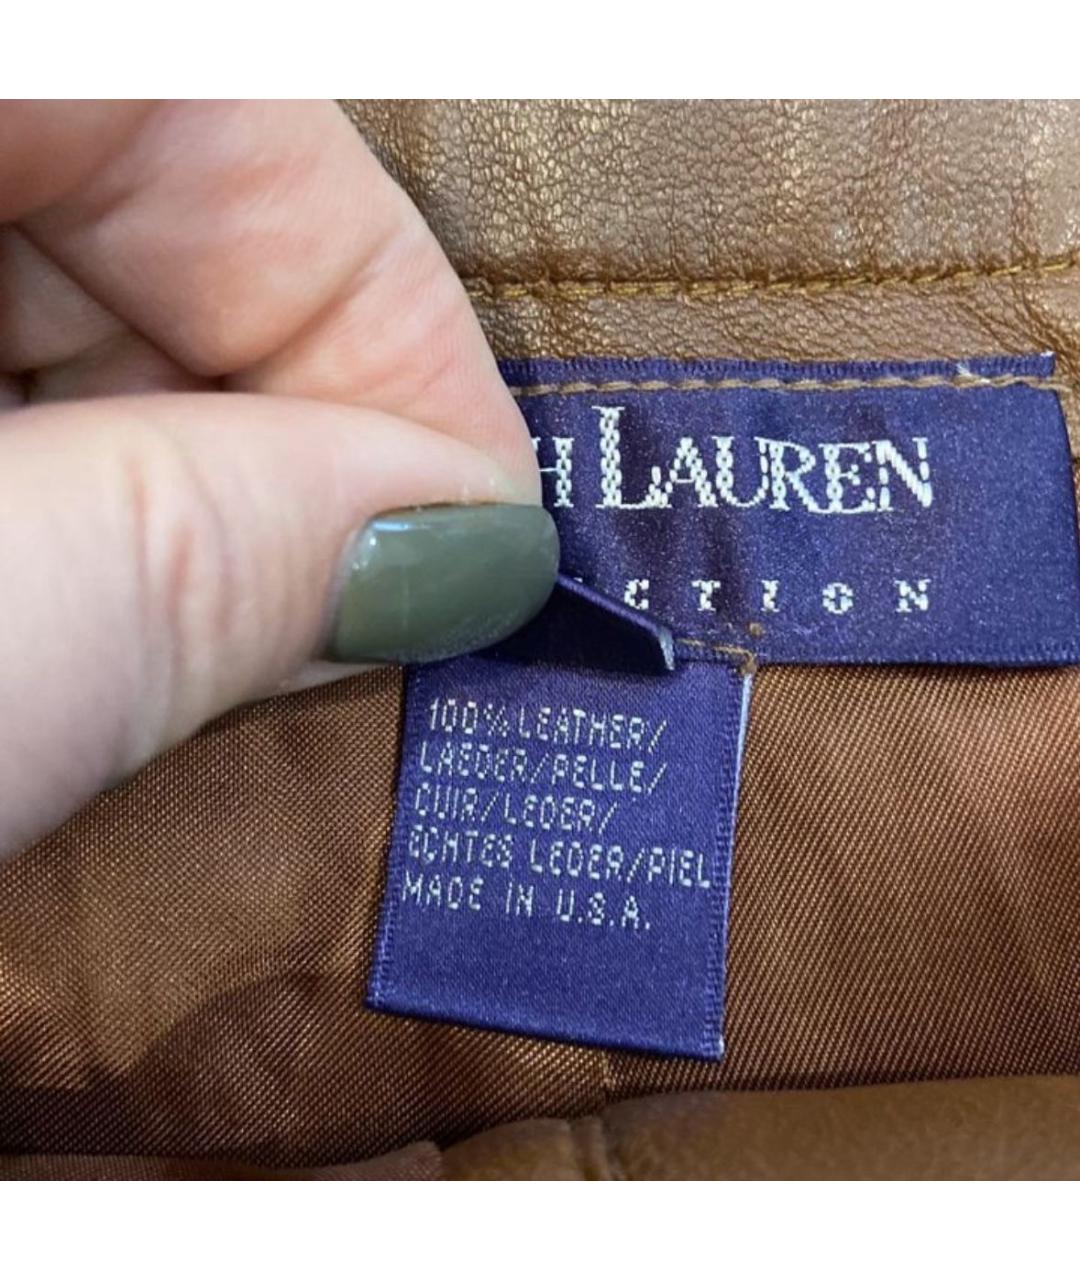 H LAUREN
CTION
100% LEATHER/
LAEDER/PELLE/
CUIR/LEDER/
ECHTES LEDER/PIEL
MADE IN U.S.A.